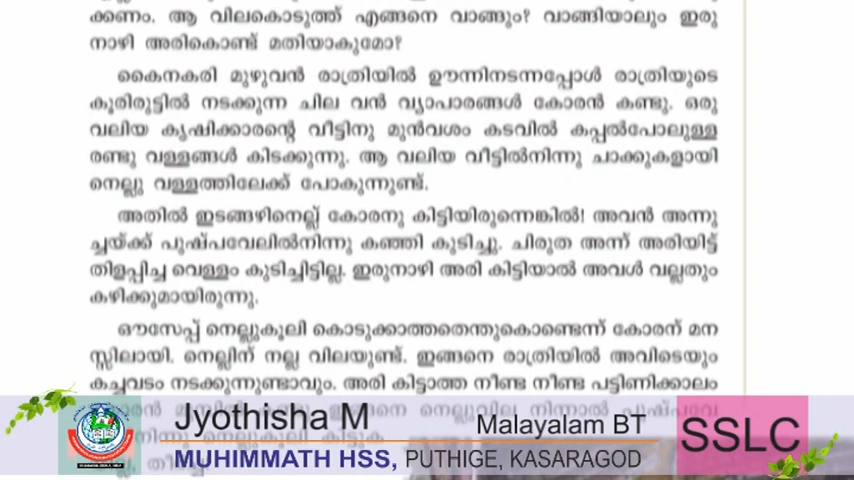 ക്കണം. ആ വിലകൊടുത്ത് എങ്ങനെ വാങ്ങും? വാങ്ങിയാലും ഇരു
നാഴി അരികൊണ്ട് മതിയാകുമോ?
കൈനകരി മുഴുവൻ രാത്രിയിൽ ഊന്നിനടന്നപ്പോൾ രാത്രിയുടെ
കൂരിരുട്ടിൽ നടക്കുന്ന ചില വൻ വ്യാപാരങ്ങൾ കോരൻ കണ്ടു. ഒരു
വലിയ കൃഷിക്കാരന്റെ വീട്ടിനു മുൻവശം കടവിൽ കപ്പൽപോലുള്ള
രണ്ടു വള്ളങ്ങൾ കിടക്കുന്നു. ആ വലിയ വീട്ടിൽനിന്നു ചാക്കുകളായി
നെല്ലു വള്ളത്തിലേക്ക് പോകുന്നുണ്ട്.
അതിൽ ഇടങ്ങഴിനെല്ല് കോരനു കിട്ടിയിരുന്നെങ്കിൽ! അവൻ അന്നു
ച്ചയ്ക്ക് പുഷ്പവേലിൽനിന്നു കഞ്ഞി കുടിച്ചു. ചിരുത അന്ന് അരിയിട്ട്
തിളപ്പിച്ച വെള്ളം കുടിച്ചിട്ടില്ല. ഇരുനാഴി അരി കിട്ടിയാൽ അവൾ വല്ലതും
കഴിക്കുമായിരുന്നു.
ഔസേപ്പ് നെല്ലുകൂലി കൊടുക്കാത്തതെന്തുകൊണ്ടെന്ന് കോരന് മന
സ്സിലായി. നെല്ലിന് നല്ല വിലയുണ്ട്. ഇങ്ങനെ രാത്രിയിൽ അവിടെയും
കച്ചവടം നടക്കുന്നുണ്ടാവും. അരി കിട്ടാത്ത നീണ്ട നീണ്ട പട്ടിണിക്കാലം
നെല്ലുവില നിന്നാൽ പുഷ്പവേ
നിന്നു നെല്ലുകൂലി കിട്ടുക
Jyothisha M
Malayalam BT
SSLC
MUHIMMATH HSS, PUTHIGE, KASARAGOD